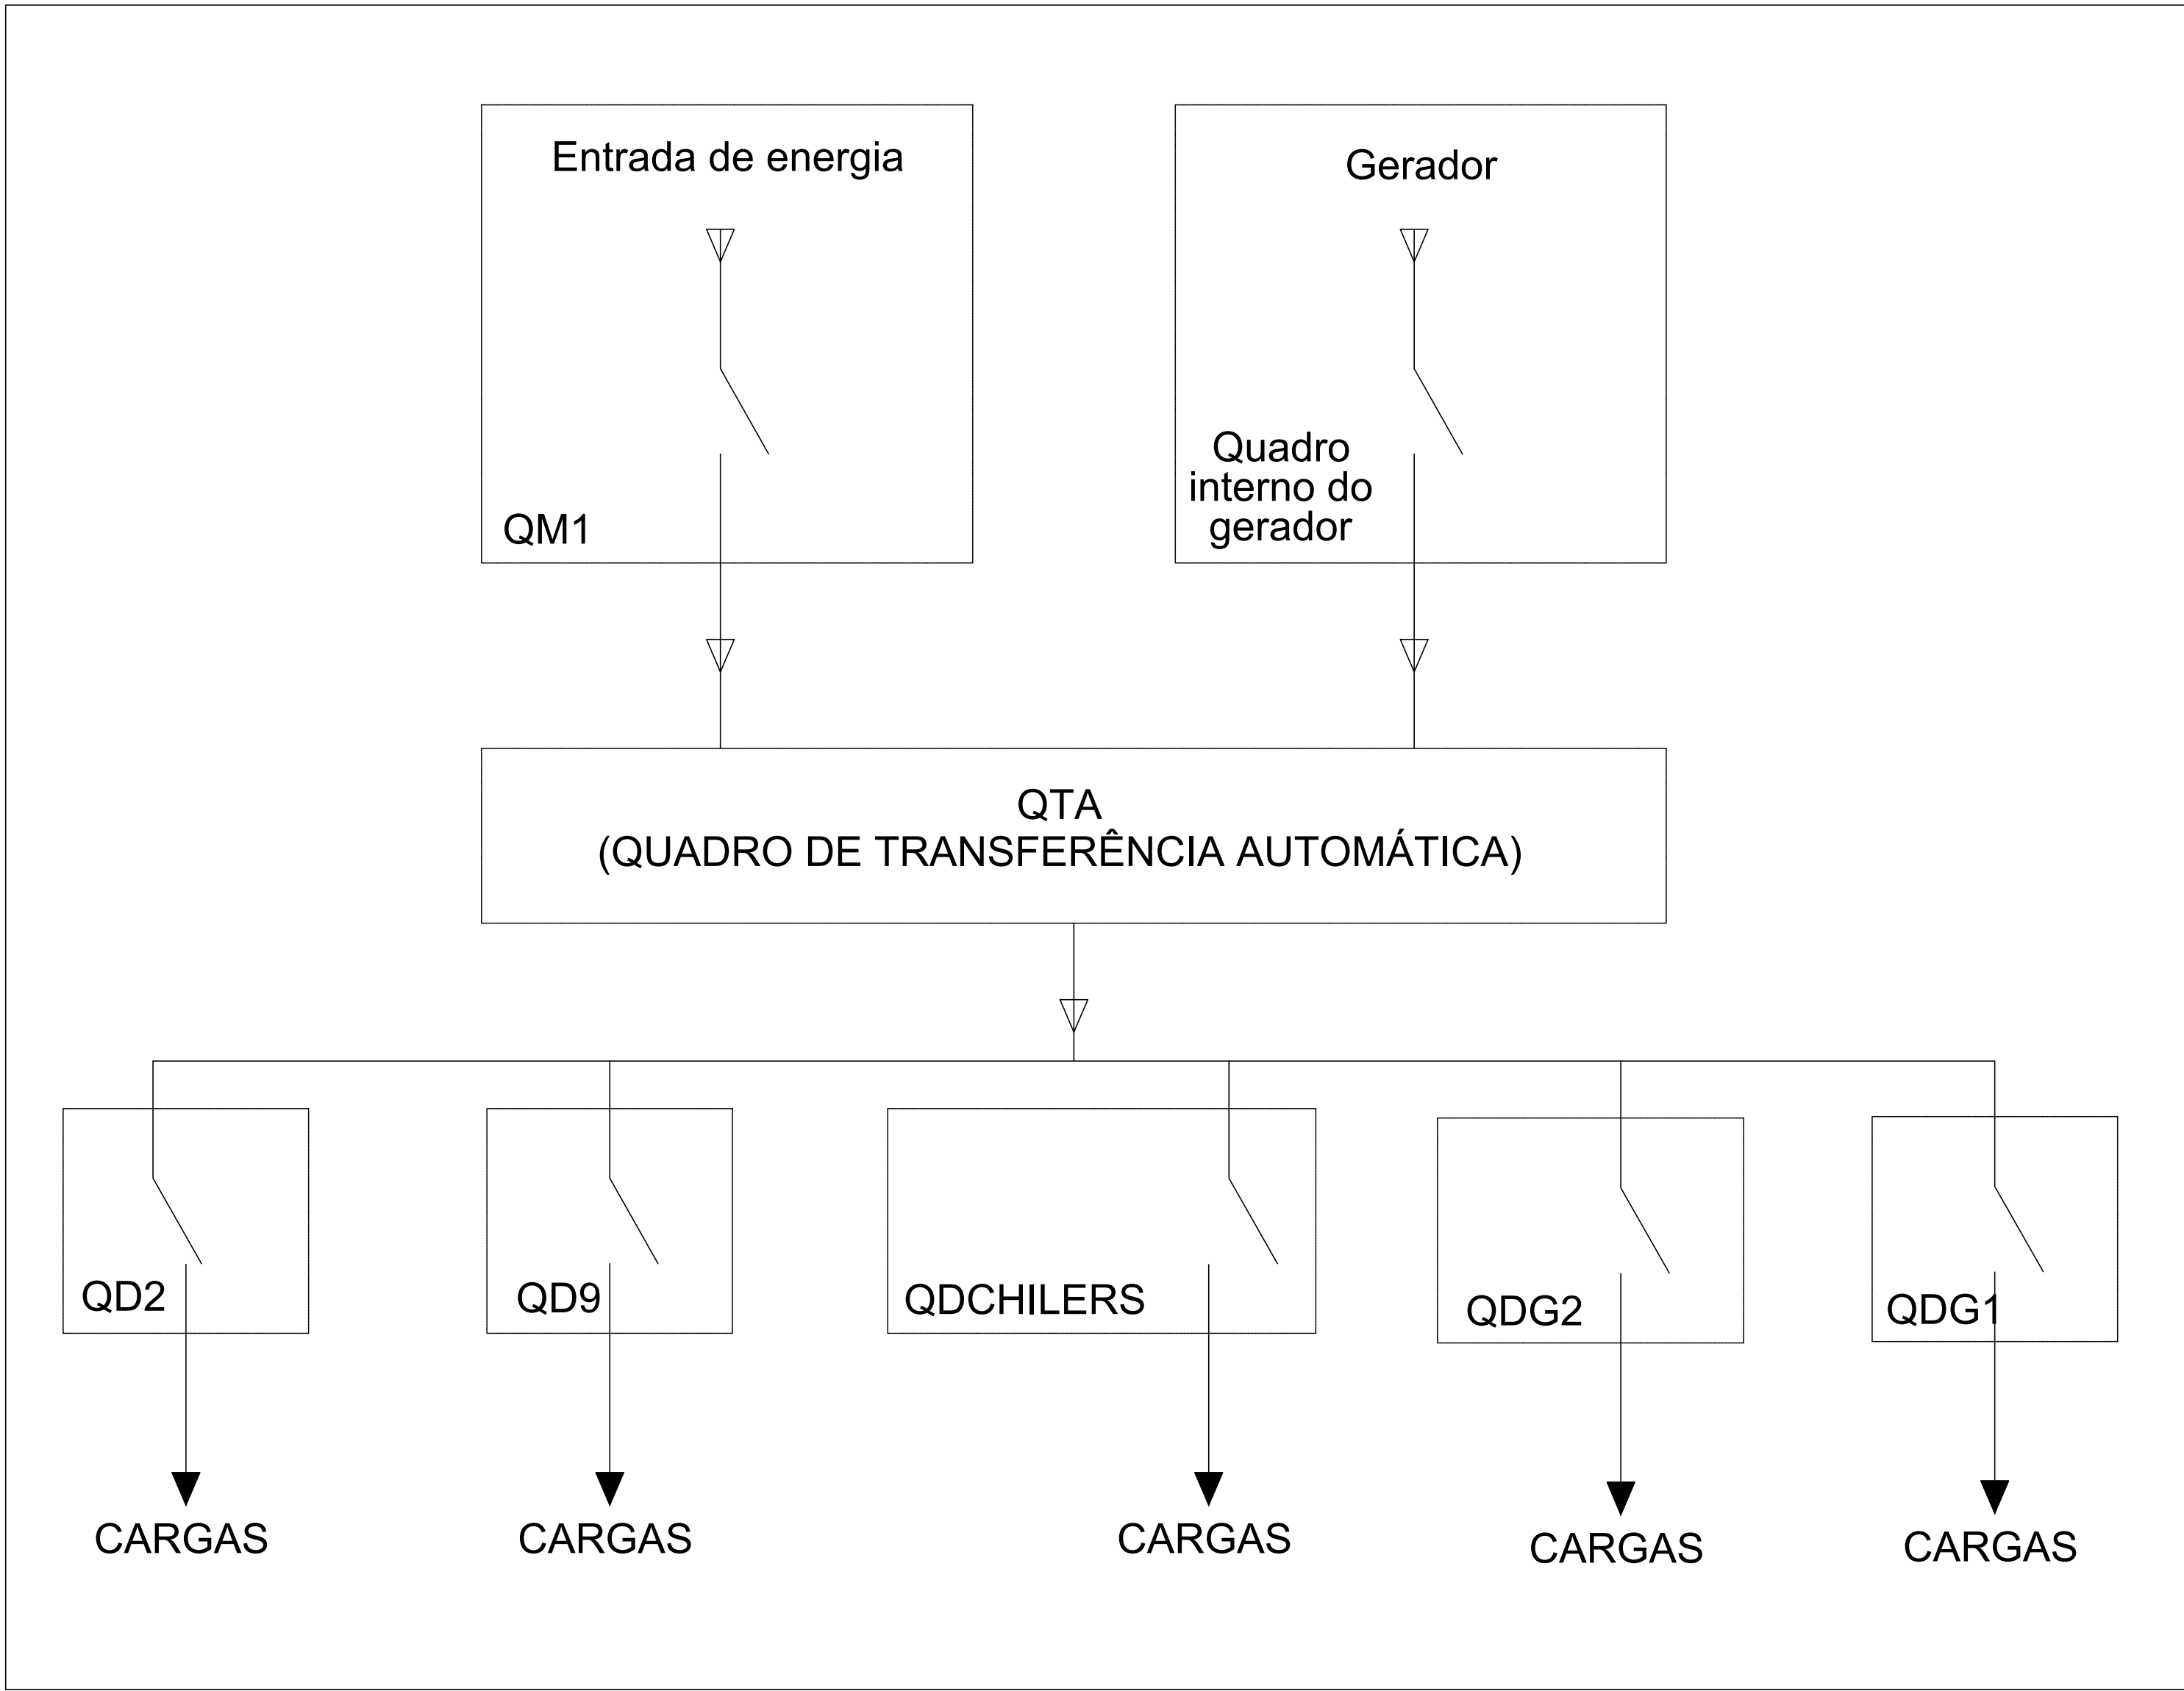 Entrada de energia
Gerador
Quadro
interno do
gerador
QM1
QTA
(QUADRO DE TRANSFERÊNCIA AUTOMÁTICA)
QD2
QD9
QDCHILERS
QDG2
QDG1
CARGAS
CARGAS
CARGAS
CARGAS
CARGAS